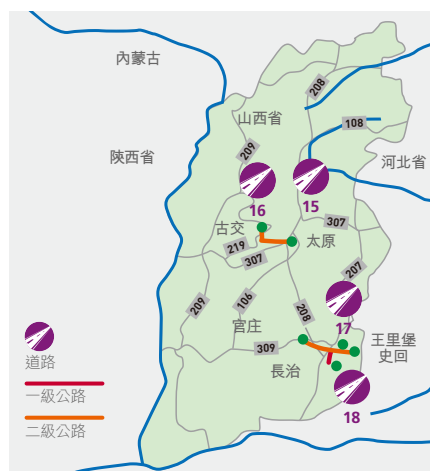 內蒙古
208
山西省
108
陝西省
209
河北省
16
15
古交
307
太原
219
307
207
209
106
208
17
官庄
王里堡
史回
309
長治
道路
18
一級公路
二級公路